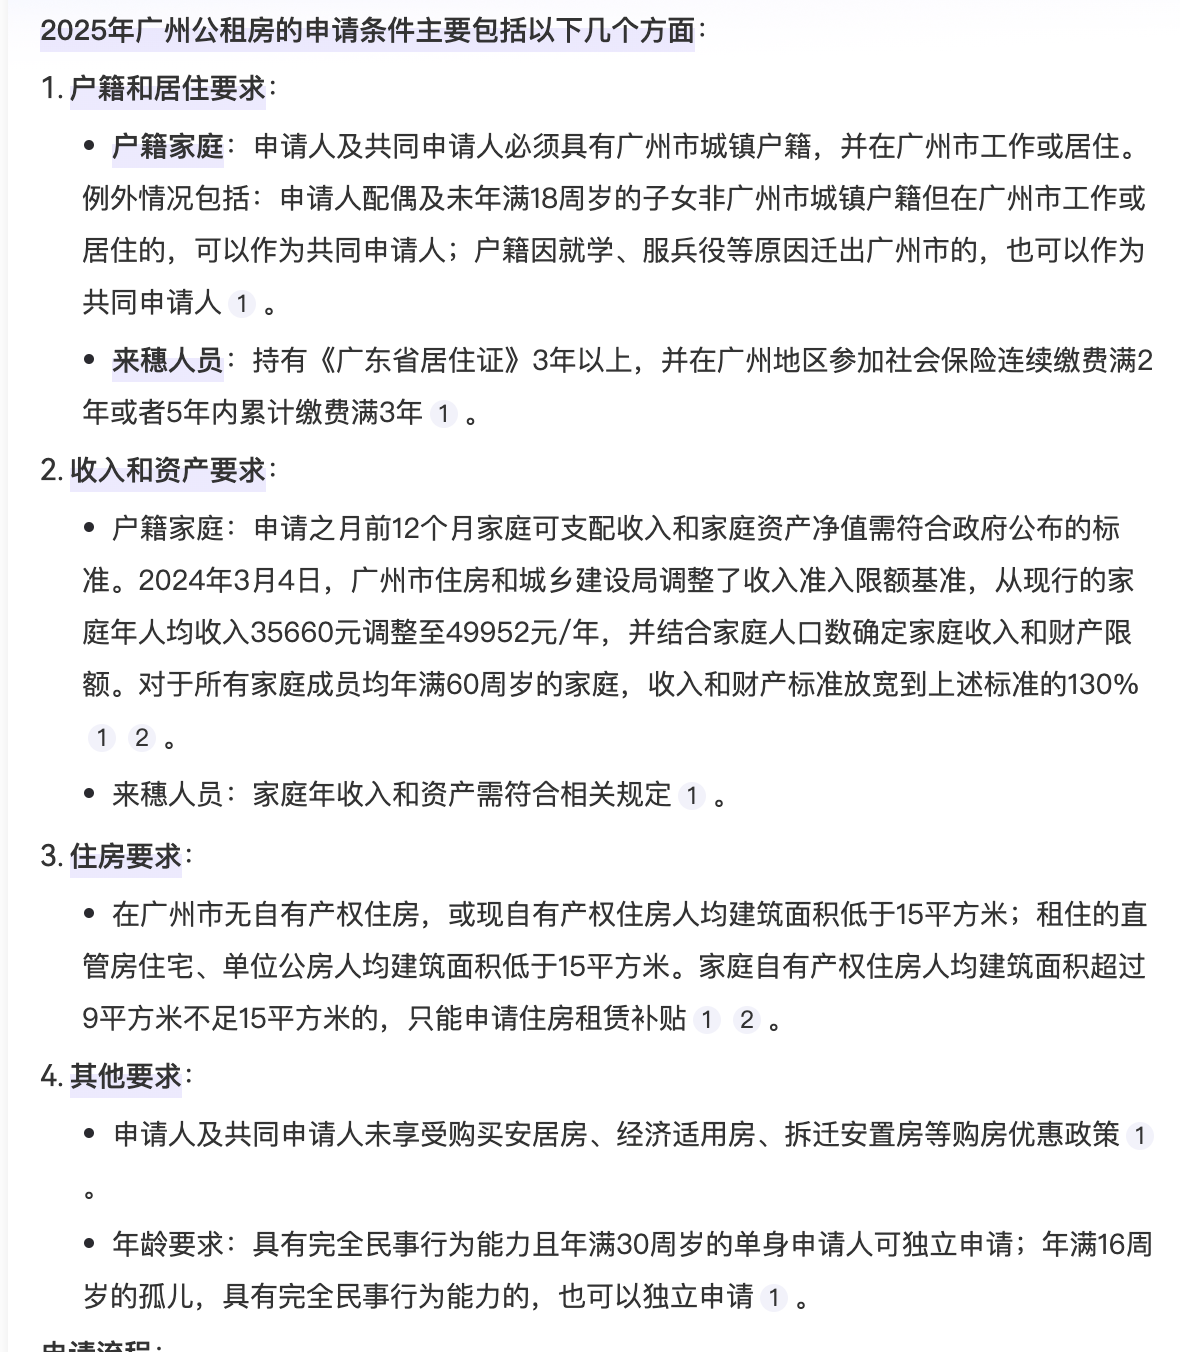 2025年广州公租房的申请条件主要包括以下几个方面：
1. 户籍和居住要求：
• 户籍家庭：申请人及共同申请人必须具有广州市城镇户籍，并在广州市工作或居住。
例外情况包括：申请人配偶及未年满18周岁的子女非广州市城镇户籍但在广州市工作或
居住的，可以作为共同申请人；户籍因就学、服兵役等原因迁出广州市的，也可以作为
共同申请人 1 。
• 来穗人员：持有《广东省居住证》3年以上，并在广州地区参加社会保险连续缴费满2
年或者5年内累计缴费满3年 1 。
2. 收入和资产要求：
• 户籍家庭：申请之月前12个月家庭可支配收入和家庭资产净值需符合政府公布的标
准。2024年3月4日，广州市住房和城乡建设局调整了收入准入限额基准，从现行的家
庭年人均收入35660元调整至49952元/年，并结合家庭人口数确定家庭收入和财产限
额。对于所有家庭成员均年满60周岁的家庭，收入和财产标准放宽到上述标准的130%
1 2 。
• 来穗人员：家庭年收入和资产需符合相关规定 1 。
3. 住房要求：
• 在广州市无自有产权住房，或现自有产权住房人均建筑面积低于15平方米；租住的直
管房住宅、单位公房人均建筑面积低于15平方米。家庭自有产权住房人均建筑面积超过
9平方米不足15平方米的，只能申请住房租赁补贴 1 2 。
4. 其他要求：
• 申请人及共同申请人未享受购买安居房、经济适用房、拆迁安置房等购房优惠政策 1
。
• 年龄要求：具有完全民事行为能力且年满30周岁的单身申请人可独立申请；年满16周
岁的孤儿，具有完全民事行为能力的，也可以独立申请 1 。
申请流程：